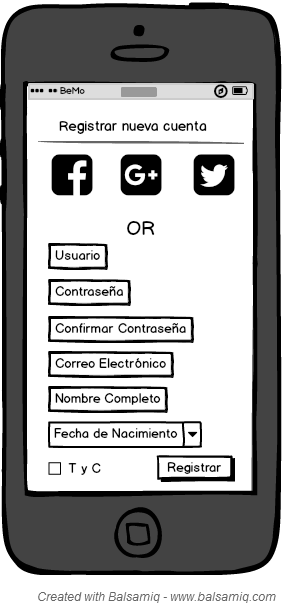 BeMo
Registrar nueva cuenta
f G+
OR
Usuario
Contraseña
Confirmar Contraseña
Correo Electrónico
Nombre Completo
Fecha de Nacimiento
T y C Registrar
Created with Balsamiq - www.balsamiq.com